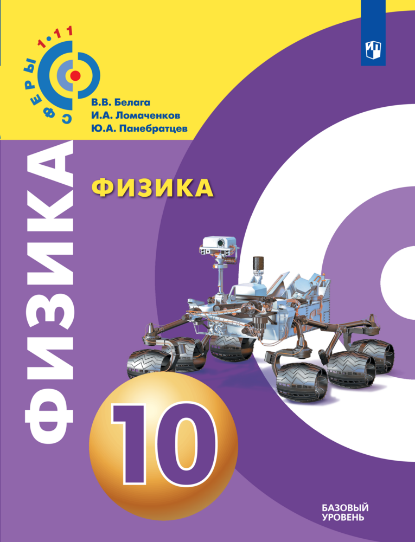 СФЕРЫ 1•11
В.В. Белага
И.А. Ломаченков
Ю.А. Панебратцев
ФИЗИКА
ФИЗИКА
10
БАЗОВЫЙ
УРОВЕНЬ